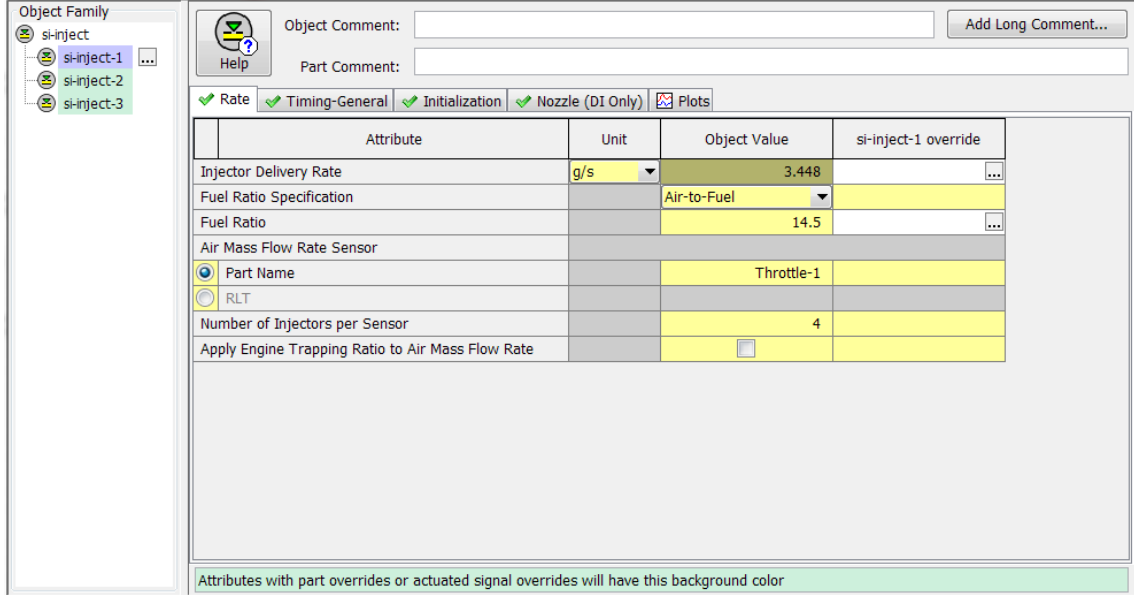 Object Family
si-inject
si-inject-1 ...
si-inject-2
si-inject-3
Help
Object Comment:
Add Long Comment...
Part Comment:
Rate Timing-General Initialization Nozzle (DI Only) Plots
Attribute Unit Object Value si-inject-1 override
Injector Delivery Rate g/s 3.448 ...
Fuel Ratio Specification Air-to-Fuel
Fuel Ratio 14.5 ...
Air Mass Flow Rate Sensor
Part Name Throttle-1
RLT
Number of Injectors per Sensor 4
Apply Engine Trapping Ratio to Air Mass Flow Rate
Attributes with part overrides or actuated signal overrides will have this background color